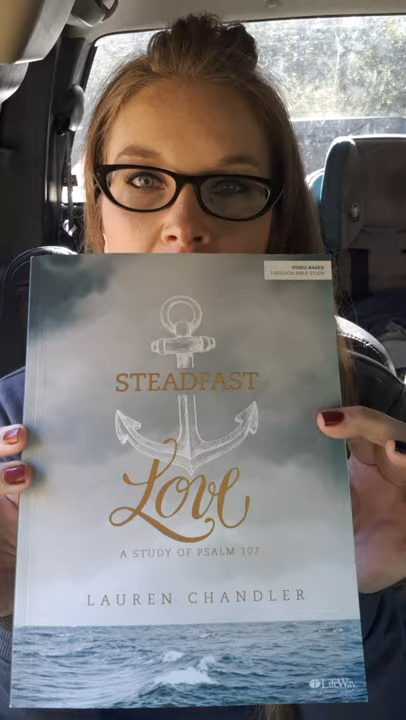 VIDEO-BASED
7-SESSION BIBLE STUDY
STEADFAST
Love
A STUDY OF PSALM 107
LAUREN CHANDLER
LifeWay